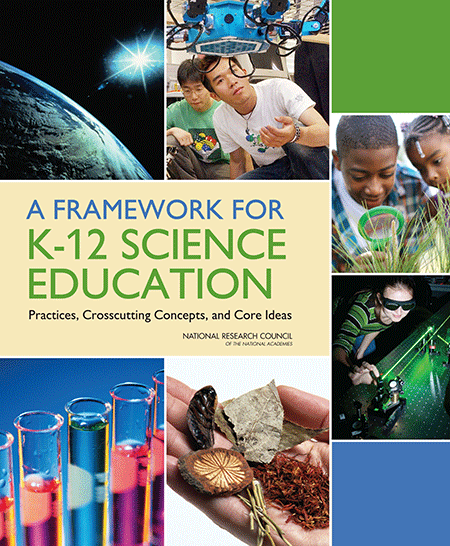 A FRAMEWORK FOR
K-12 SCIENCE
EDUCATION
Practices, Crosscutting Concepts, and Core Ideas
NATIONAL RESEARCH COUNCIL
OF THE NATIONAL ACADEMIES